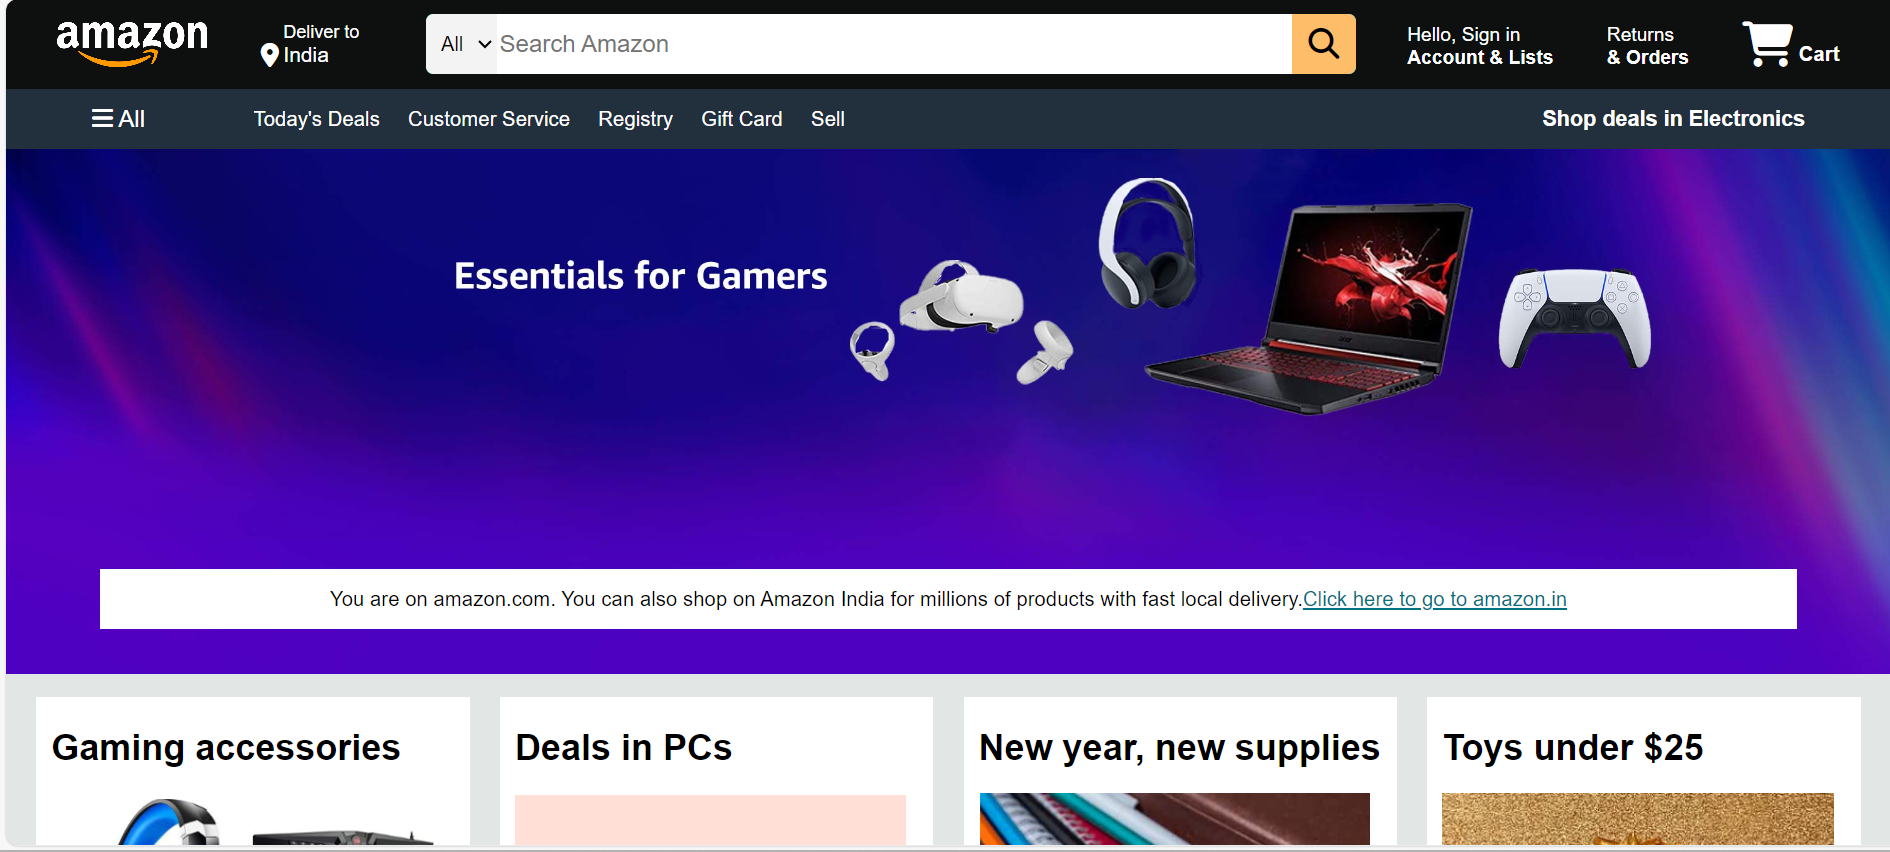 amazon
Deliver to
India
All
Search Amazon
Hello, Sign in
Account & Lists
Returns
& Orders
Cart
All
Today's Deals
Customer Service
Registry
Gift Card
Sell
Shop deals in Electronics
Essentials for Gamers
You are on amazon.com. You can also shop on Amazon India for millions of products with fast local delivery.Click here to go to amazon.in
Gaming accessories
Deals in PCs
New year, new supplies
Toys under $25